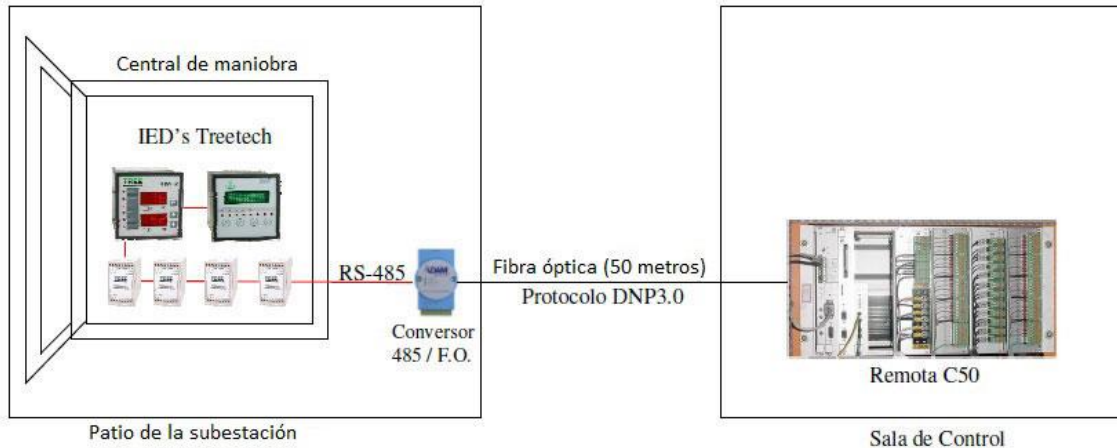 Central de maniobra
IED's Treetech
RS-485
ADAM
Conversor
485 / F.O.
Fibra óptica (50 metros)
Protocolo DNP3.0
Remota C50
Patio de la subestación
Sala de Control